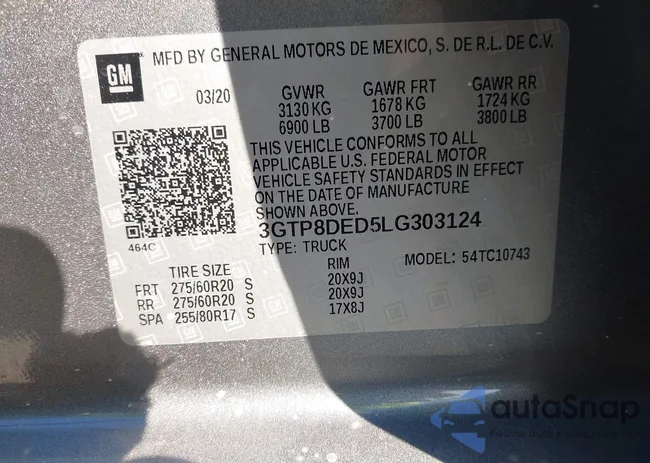 GM
MFD BY GENERAL MOTORS DE MEXICO, S. DE R.L. DE C.V.
03/20
GVWR GAWR FRT GAWR RR
3130 KG 1678 KG 1724 KG
6900 LB 3700 LB 3800 LB
THIS VEHICLE CONFORMS TO ALL
APPLICABLE U.S. FEDERAL MOTOR
VEHICLE SAFETY STANDARDS IN EFFECT
ON THE DATE OF MANUFACTURE
SHOWN ABOVE.
3GTP8DED5LG303124
464C
TYPE: TRUCK MODEL: 54TC10743
TIRE SIZE RIM
FRT 275/60R20 S 20X9J
RR 275/60R20 S 20X9J
SPA 255/80R17 S 17X8J
autoSnap